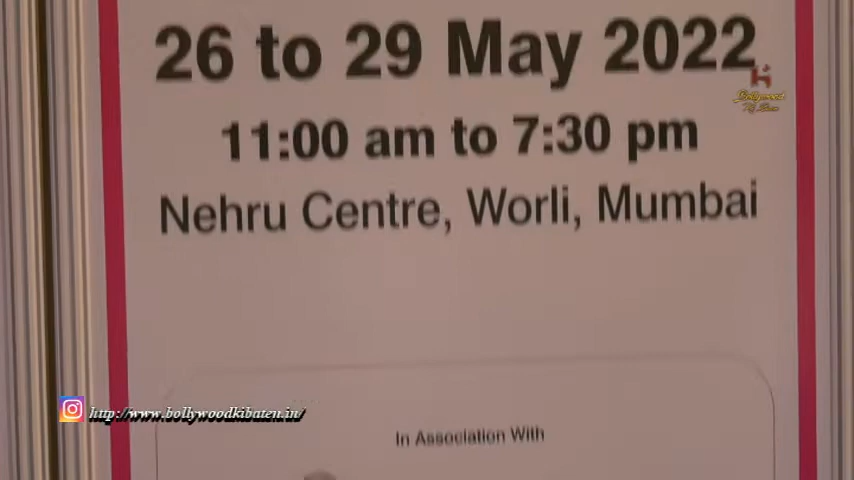 26 to 29 May 2022
11:00 am to 7:30 pm
Nehru Centre, Worli, Mumbai
In Association With
http://www.bollywoodkibaten.in/